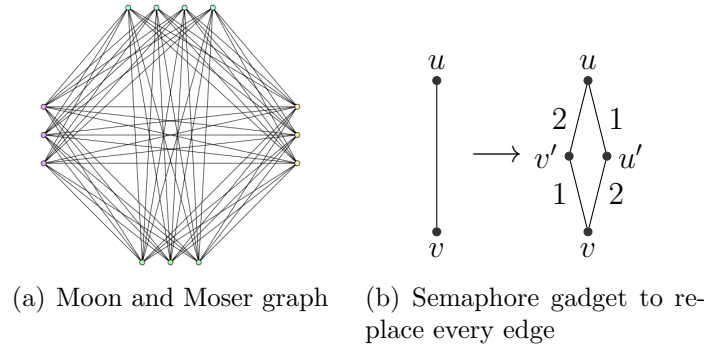 u
u
2
1
v′
u′
1
2
v
v
(a) Moon and Moser graph
(b) Semaphore gadget to re-
place every edge